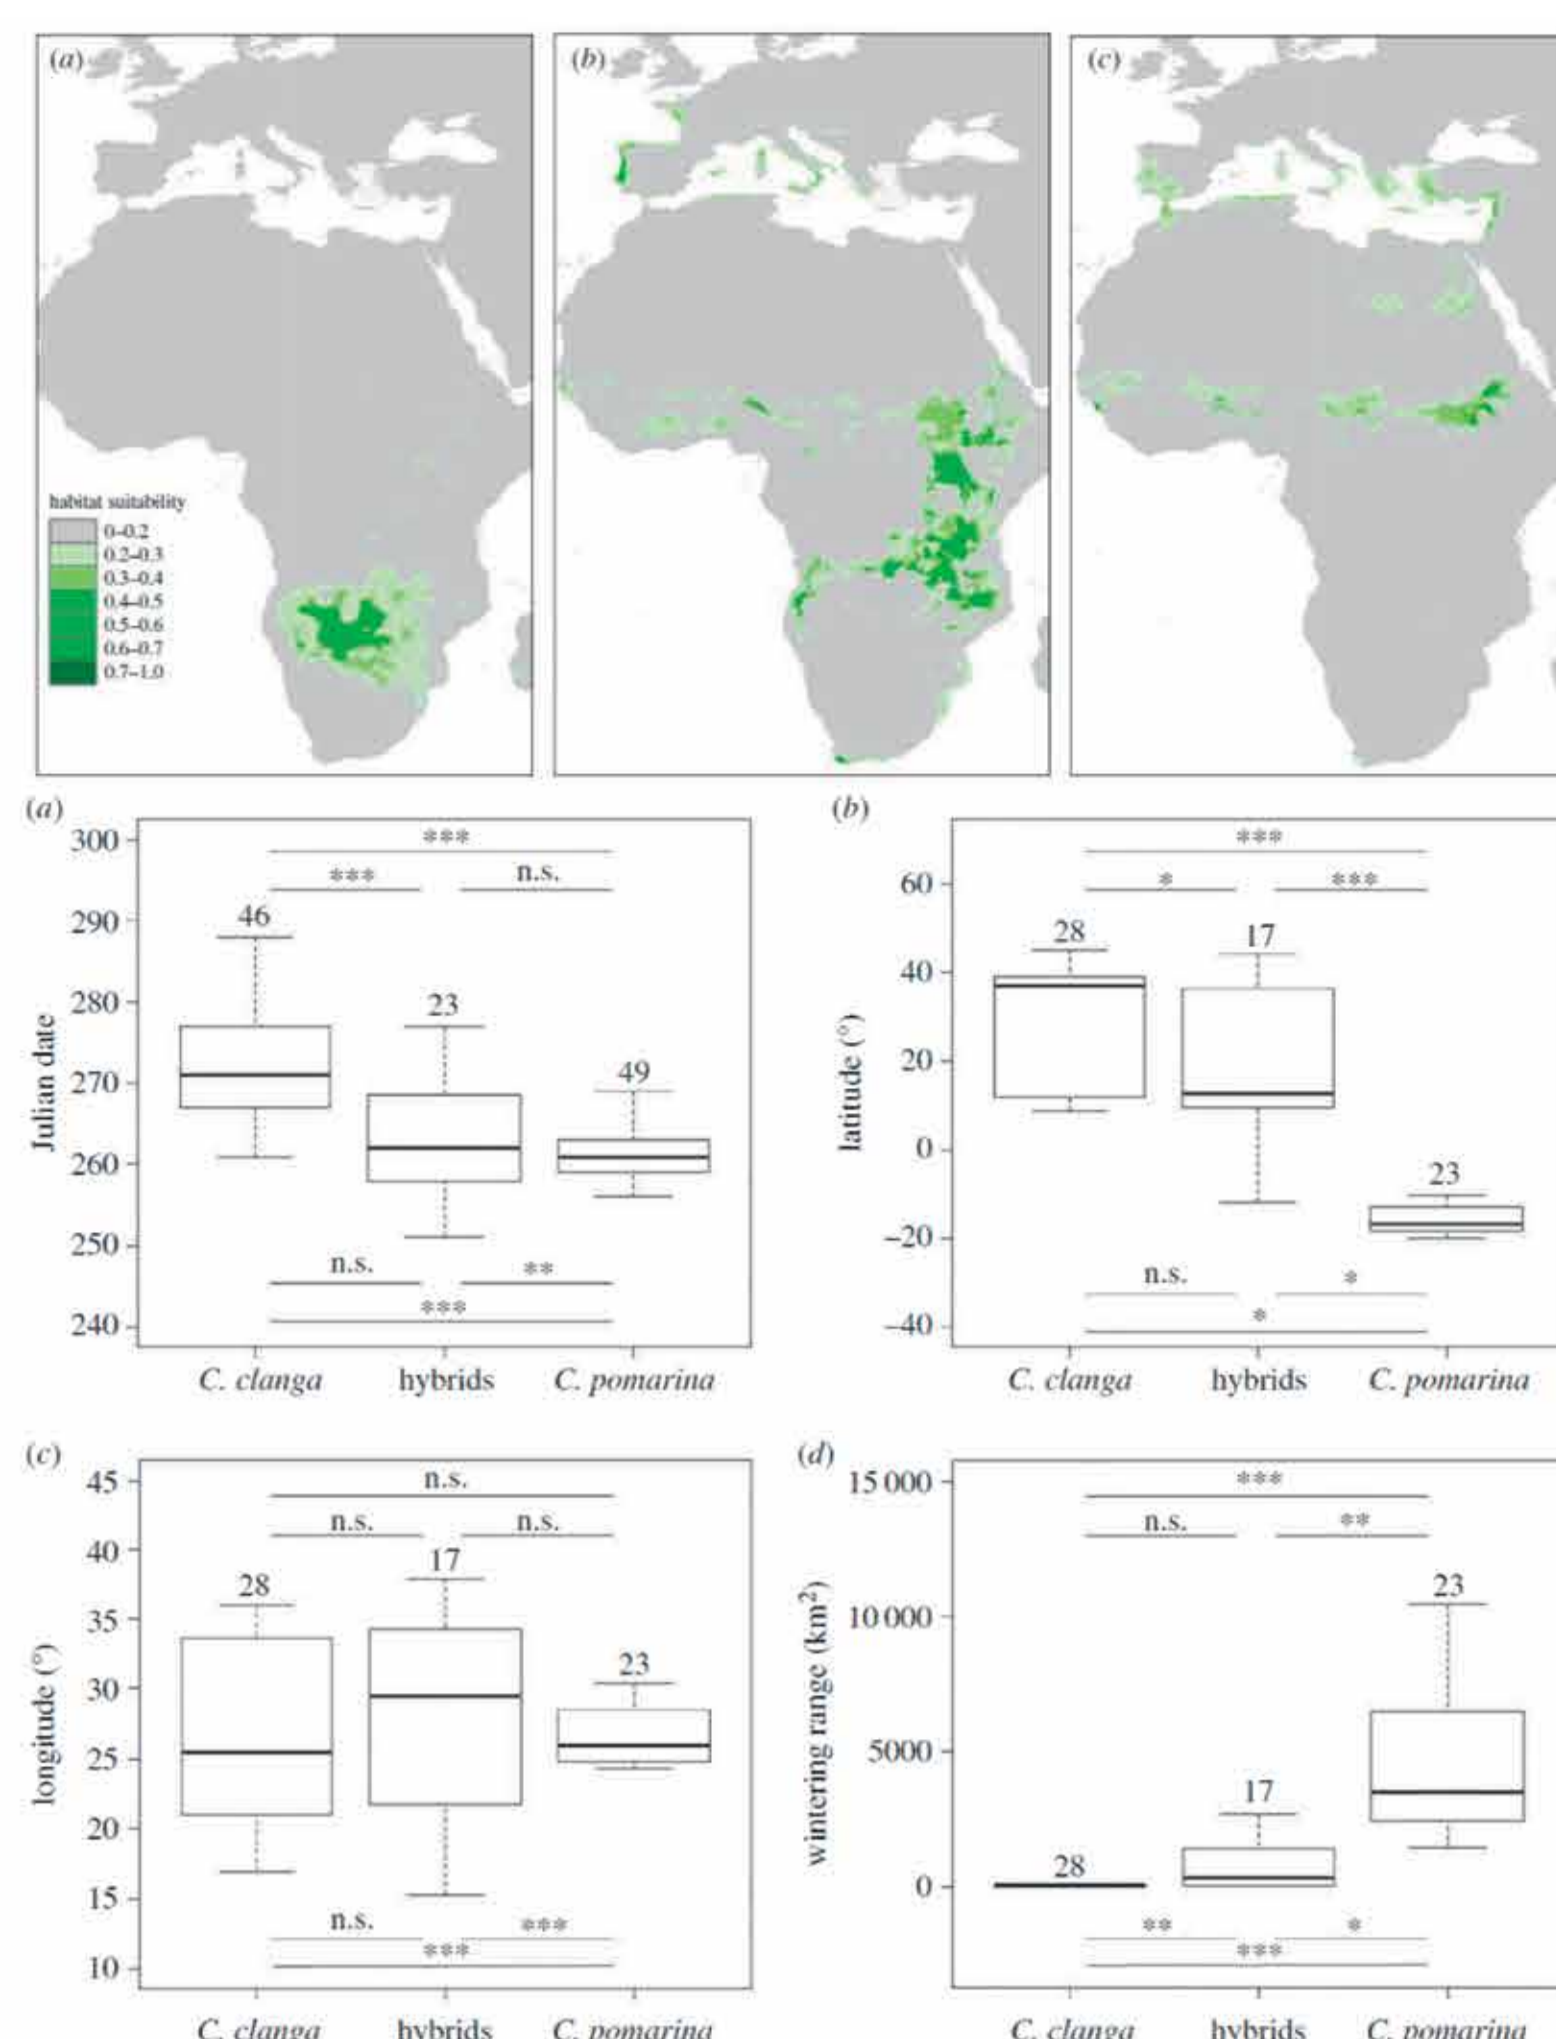 (a)
(b)
(c)
habitat suitability
0–0.2
0.2–0.3
0.3–0.4
0.4–0.5
0.5–0.6
0.6–0.7
0.7–1.0
(a)
300
290
280
270
260
250
240
Julian date
***
*** n.s.
46
23
49
n.s. **
***
C. clanga hybrids C. pomarina
(b)
60
40
20
0
–20
–40
latitude (°)
***
* ***
28
17
23
n.s. *
*
C. clanga hybrids C. pomarina
(c)
45
40
35
30
25
20
15
10
longitude (°)
n.s.
n.s. n.s.
28
17
23
n.s. ***
***
C. clanga hybrids C. pomarina
(d)
15 000
10 000
5000
0
wintering range (km²)
***
n.s. **
28
17
23
** *
***
C. clanga hybrids C. pomarina